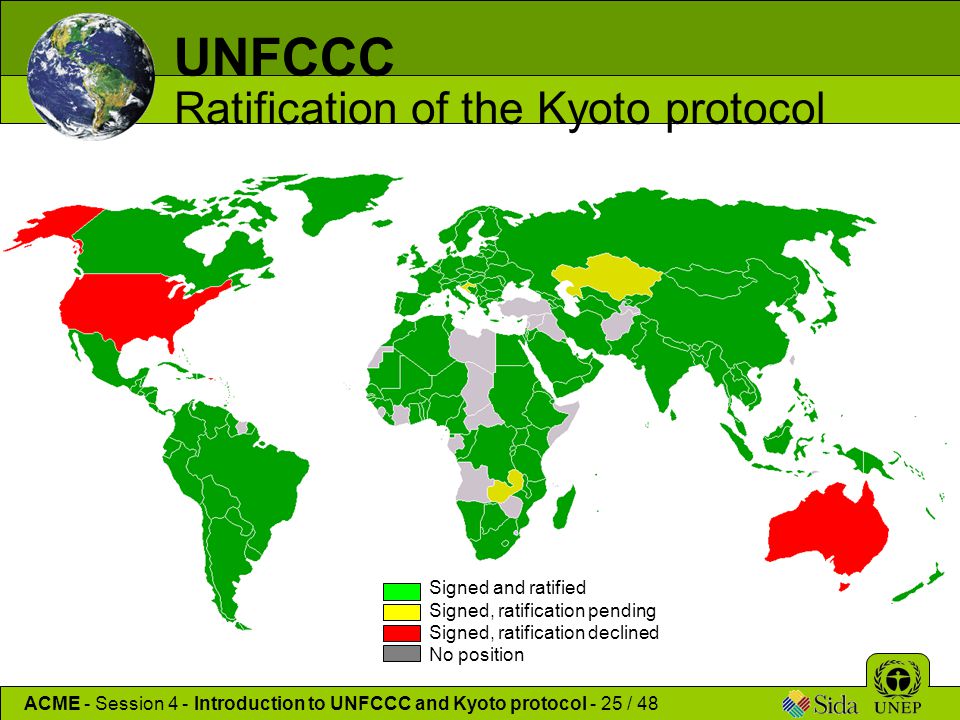 UNFCCC
Ratification of the Kyoto protocol
Signed and ratified
Signed, ratification pending
Signed, ratification declined
No position
ACME - Session 4 - Introduction to UNFCCC and Kyoto protocol - 25 / 48
Sida
UNEP